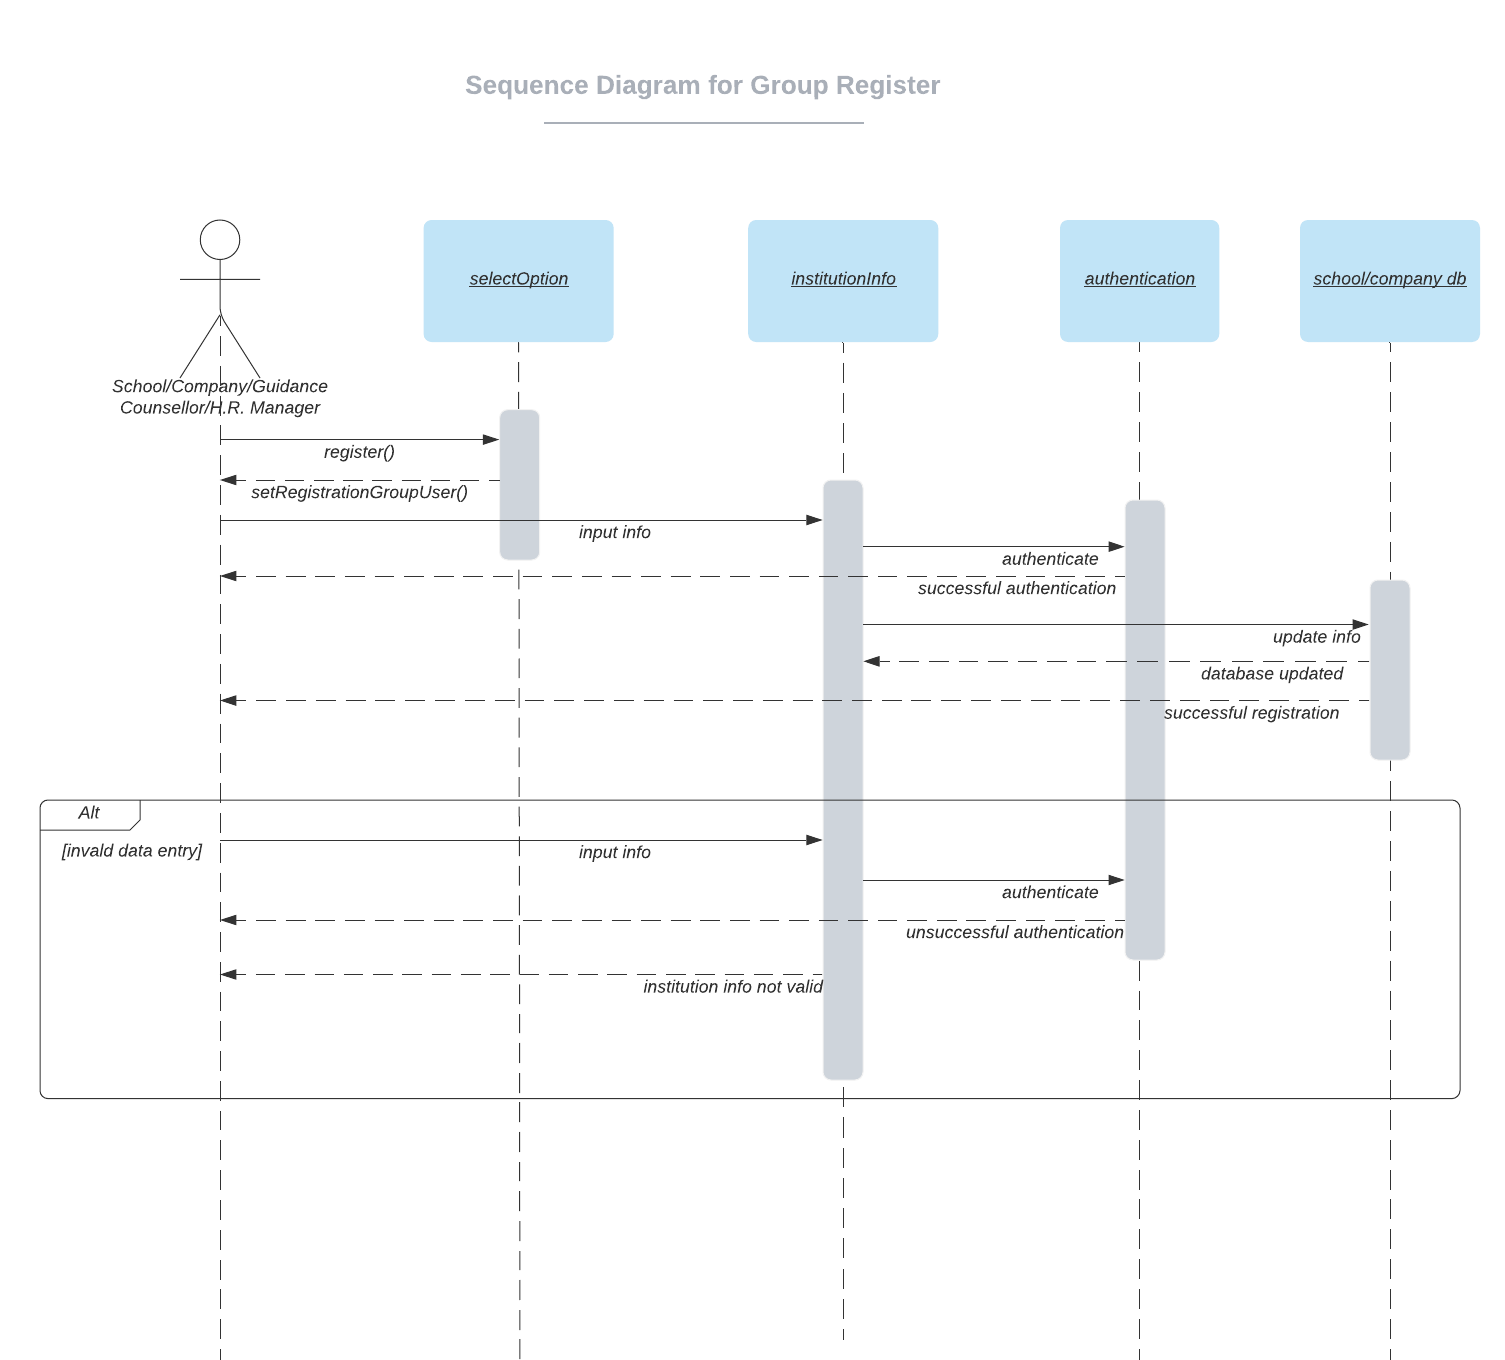 Sequence Diagram for Group Register
selectOption
institutionInfo
authentication
school/company db
School/Company/Guidance
Counsellor/H.R. Manager
register()
setRegistrationGroupUser()
input info
authenticate
successful authentication
update info
database updated
successful registration
Alt
[invald data entry]
input info
authenticate
unsuccessful authentication
institution info not valid